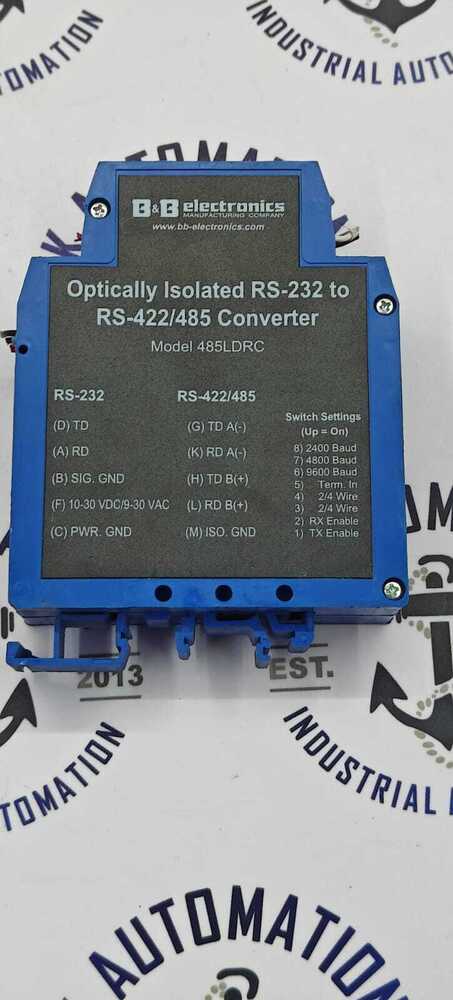 AUTOMATION
INDUSTRIAL AUTO
AUTOMATION
B&B electronics
MANUFACTURING COMPANY
www.bb-electronics.com
Optically Isolated RS-232 to
RS-422/485 Converter
Model 485LDRC
RS-232
(D) TD
(A) RD
(B) SIG. GND
(F) 10-30 VDC/9-30 VAC
(C) PWR. GND
RS-422/485
(G) TD A(-)
(K) RD A(-)
(H) TD B(+)
(L) RD B(+)
(M) ISO. GND
Switch Settings
(Up = On)
8) 2400 Baud
7) 4800 Baud
6) 9600 Baud
5) Term. In
4) 2/4 Wire
3) 2/4 Wire
2) RX Enable
1) TX Enable
2013
EST.
AUTOMATION
INDUSTRIAL AUTO
AUTOMATION